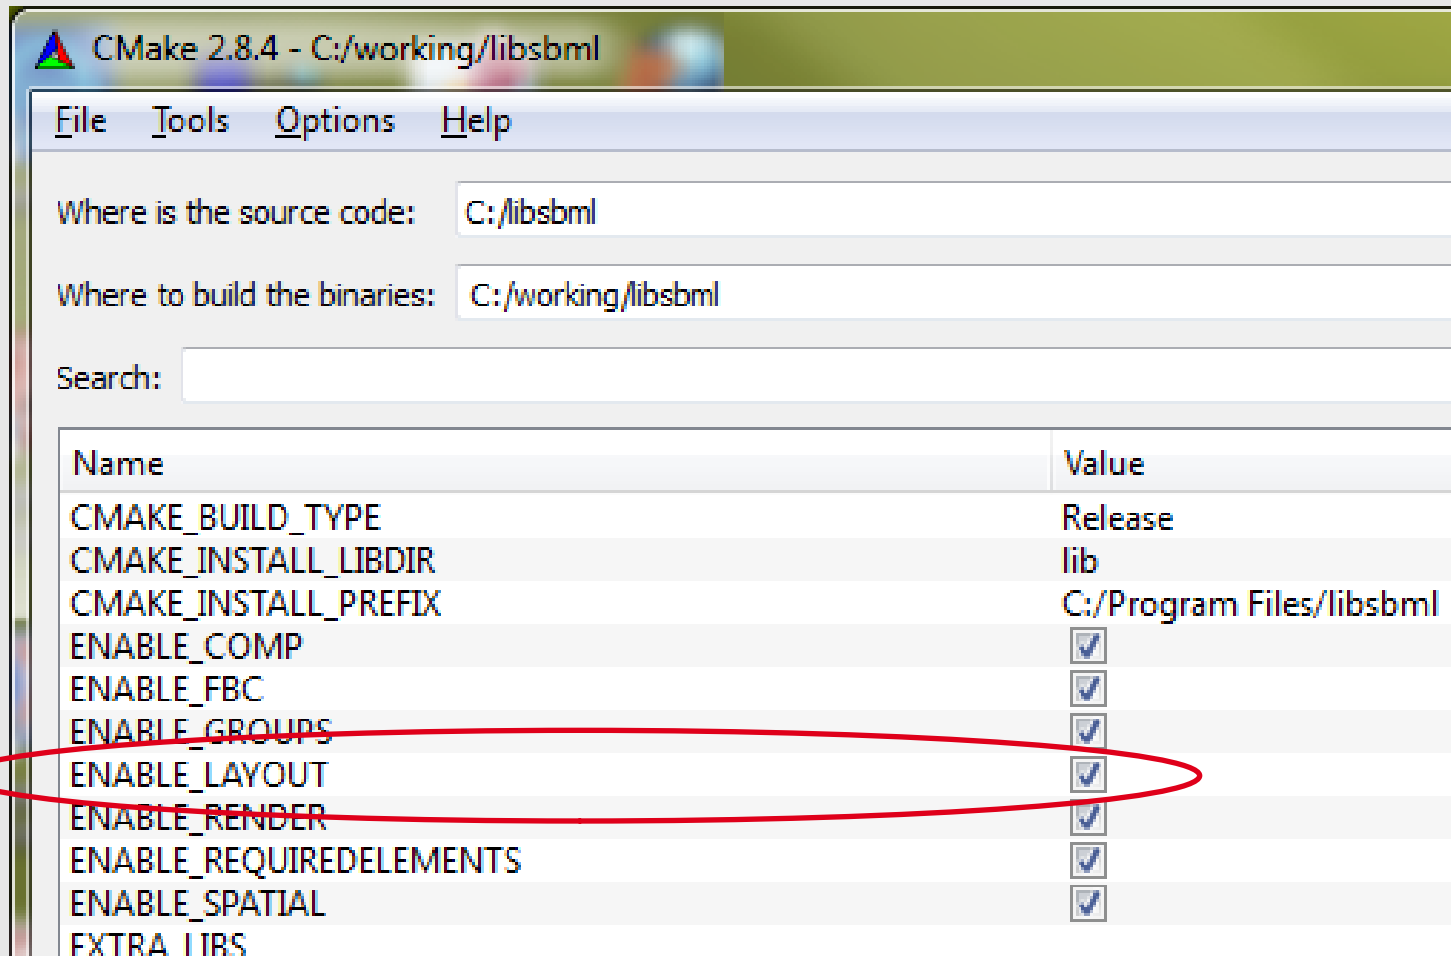 CMake 2.8.4 - C:/working/libsbml
File Tools Options Help
Where is the source code: C:/libsbml
Where to build the binaries: C:/working/libsbml
Search:
Name Value
CMAKE_BUILD_TYPE Release
CMAKE_INSTALL_LIBDIR lib
CMAKE_INSTALL_PREFIX C:/Program Files/libsbml
ENABLE_COMP
ENABLE_FBC
ENABLE_GROUPS
ENABLE_LAYOUT
ENABLE_RENDER
ENABLE_REQUIREDELEMENTS
ENABLE_SPATIAL
EXTRA_LIBS